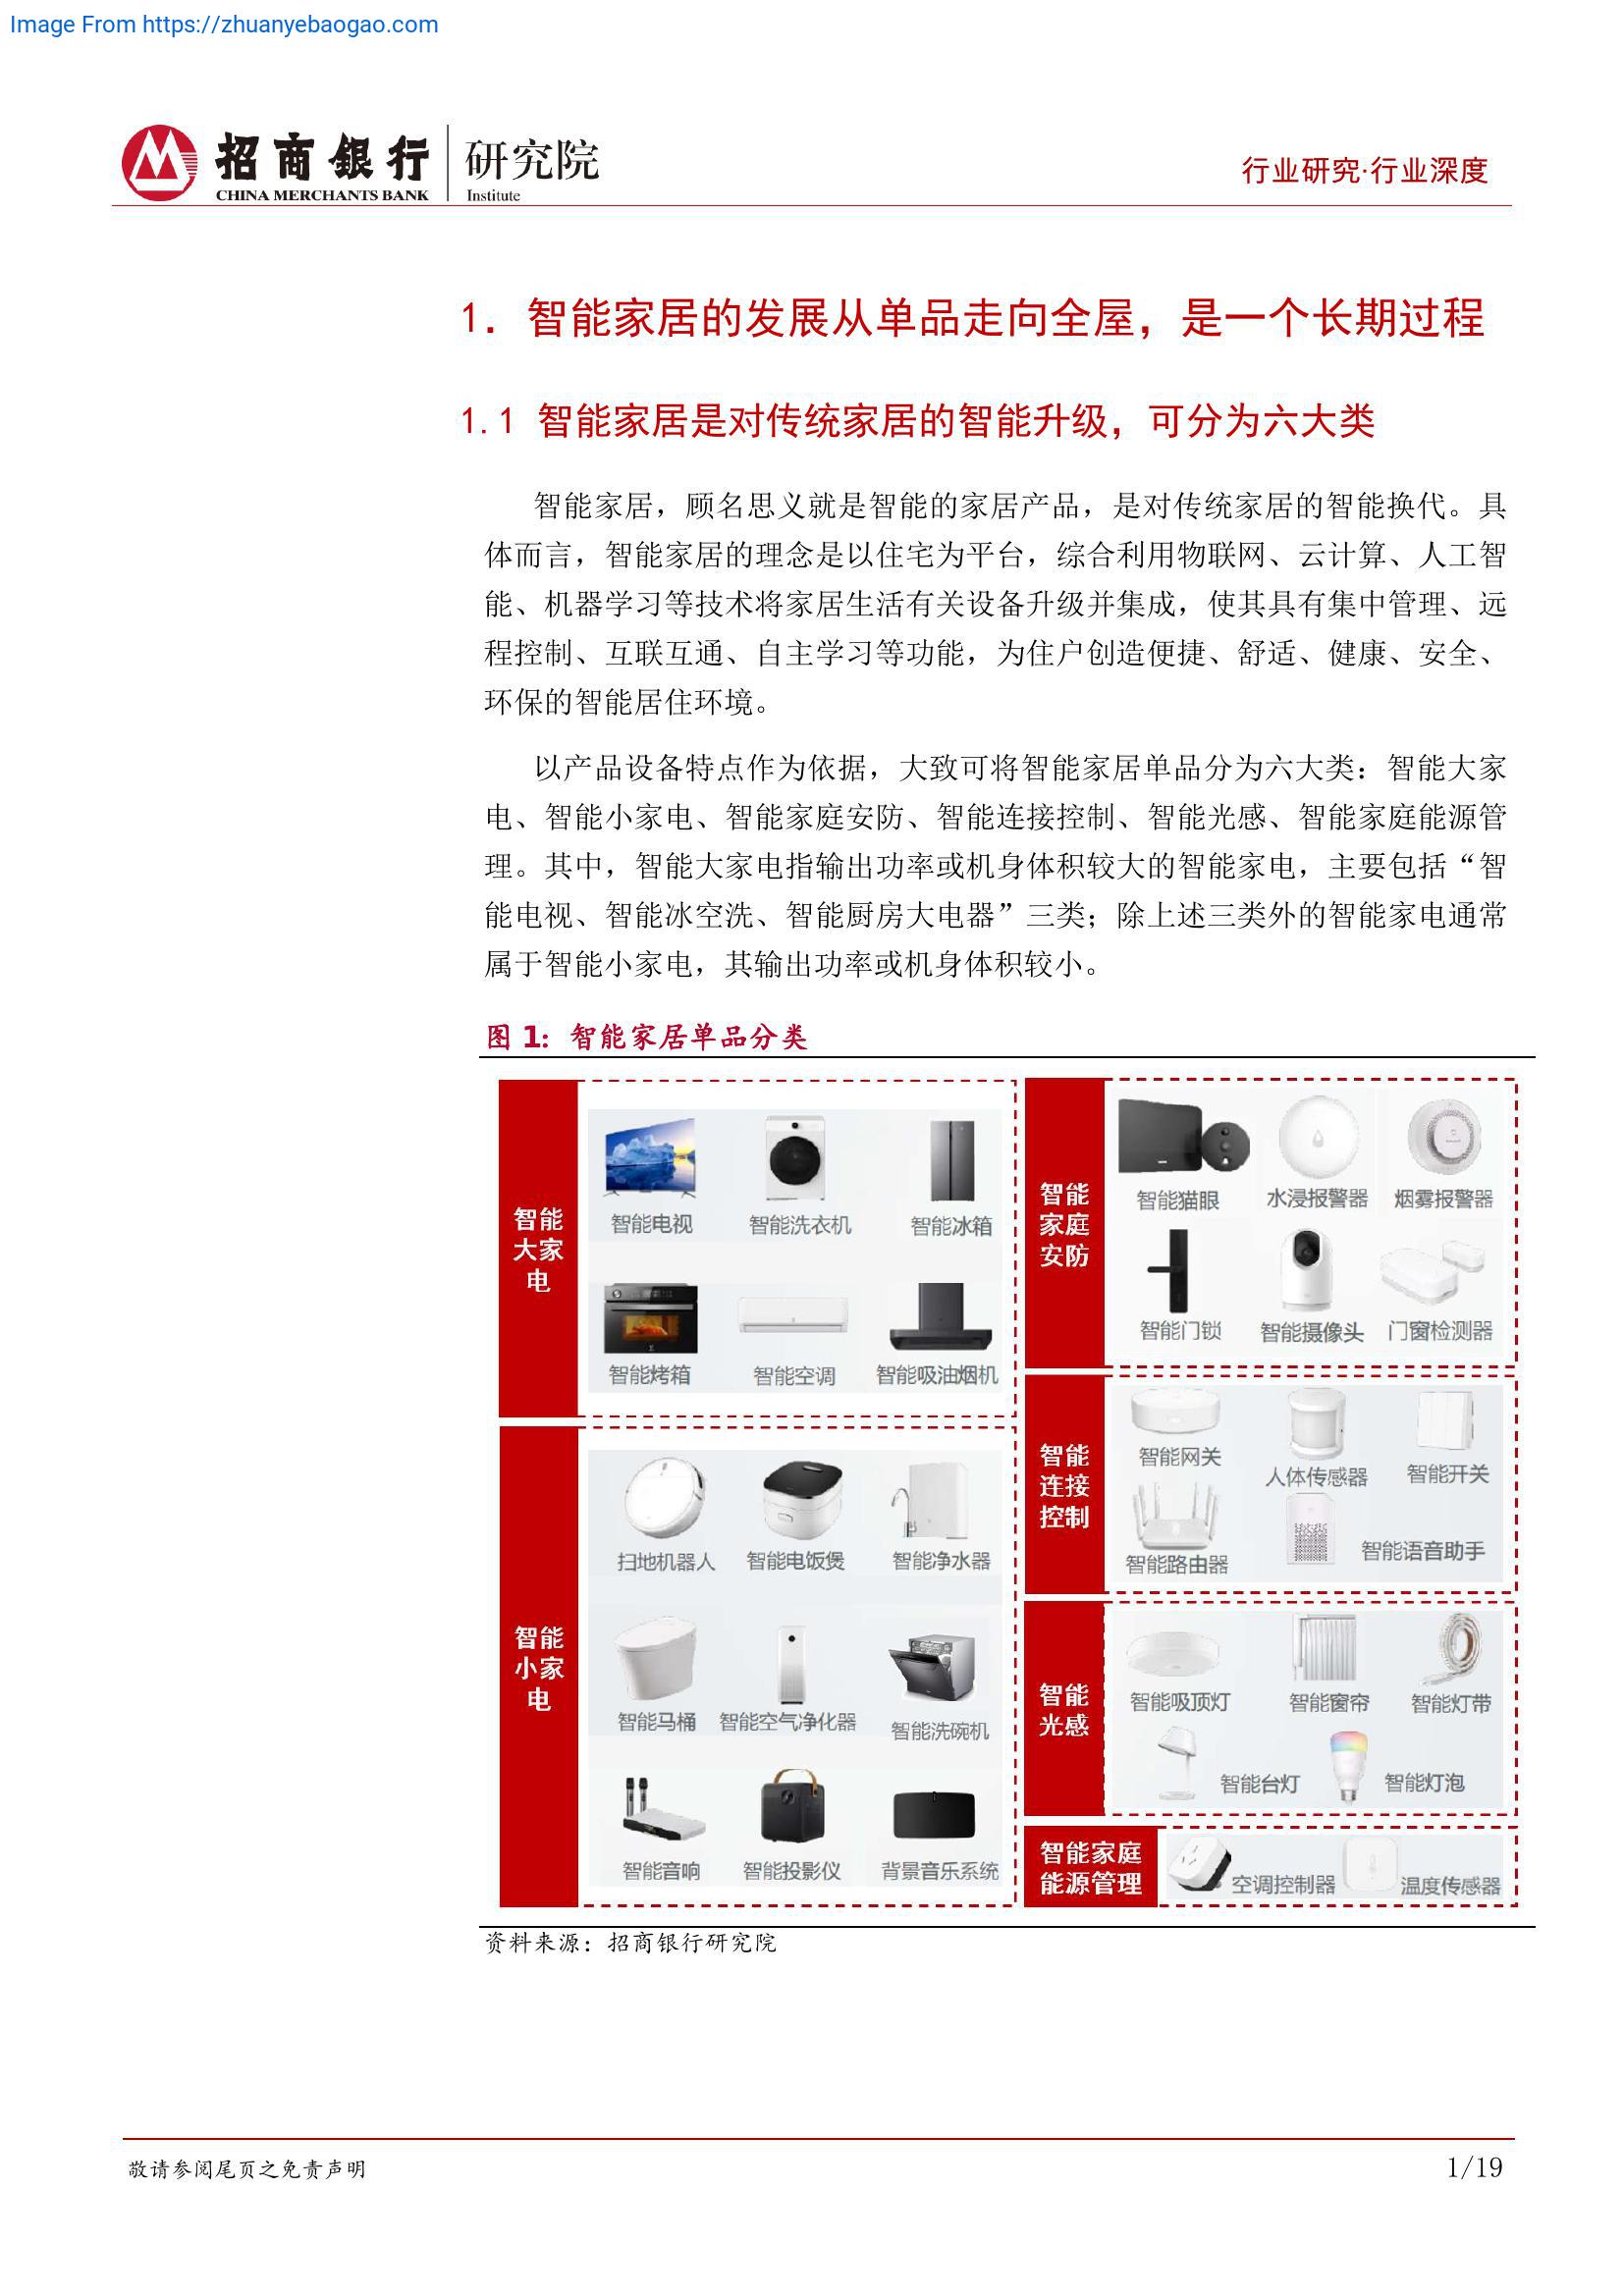 Image From https://zhuanyebaogao.com
招商银行
CHINA MERCHANTS BANK
研究院
Institute
行业研究·行业深度
1. 智能家居的发展从单品走向全屋，是一个长期过程
1.1 智能家居是对传统家居的智能升级，可分为六大类
智能家居，顾名思义就是智能的家居产品，是对传统家居的智能换代。具
体而言，智能家居的理念是以住宅为平台，综合利用物联网、云计算、人工智
能、机器学习等技术将家居生活有关设备升级并集成，使其具有集中管理、远
程控制、互联互通、自主学习等功能，为住户创造便捷、舒适、健康、安全、
环保的智能居住环境。
以产品设备特点作为依据，大致可将智能家居单品分为六大类：智能大家
电、智能小家电、智能家庭安防、智能连接控制、智能光感、智能家庭能源管
理。其中，智能大家电指输出功率或机身体积较大的智能家电，主要包括“智
能电视、智能冰空洗、智能厨房大电器”三类；除上述三类外的智能家电通常
属于智能小家电，其输出功率或机身体积较小。
图 1：智能家居单品分类
智能
大家
电
智能电视 智能洗衣机 智能冰箱
智能烤箱 智能空调 智能吸油烟机
智能
小家
电
扫地机器人 智能电饭煲 智能净水器
智能马桶 智能空气净化器 智能洗碗机
智能音响 智能投影仪 背景音乐系统
智能
家庭
安防
智能猫眼 水浸报警器 烟雾报警器
智能门锁 智能摄像头 门窗检测器
智能
连接
控制
智能网关 人体传感器 智能开关
智能路由器 智能语音助手
智能
光感
智能吸顶灯 智能窗帘 智能灯带
智能台灯 智能灯泡
智能家庭
能源管理
空调控制器 温度传感器
资料来源：招商银行研究院
敬请参阅尾页之免责声明
1/19